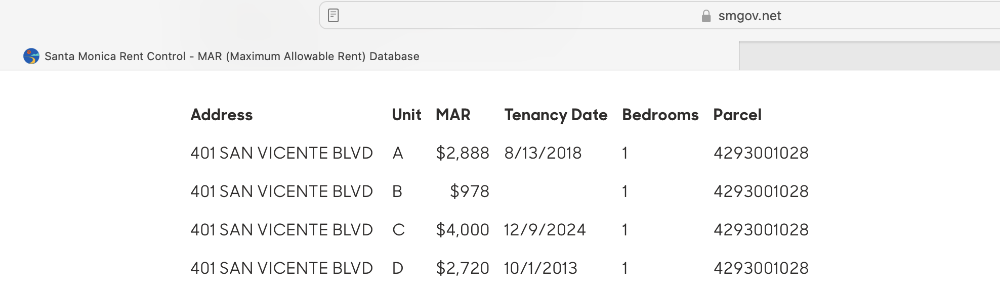 smgov.net
Santa Monica Rent Control - MAR (Maximum Allowable Rent) Database
Address Unit MAR Tenancy Date Bedrooms Parcel
401 SAN VICENTE BLVD A $2,888 8/13/2018 1 4293001028
401 SAN VICENTE BLVD B $978 1 4293001028
401 SAN VICENTE BLVD C $4,000 12/9/2024 1 4293001028
401 SAN VICENTE BLVD D $2,720 10/1/2013 1 4293001028